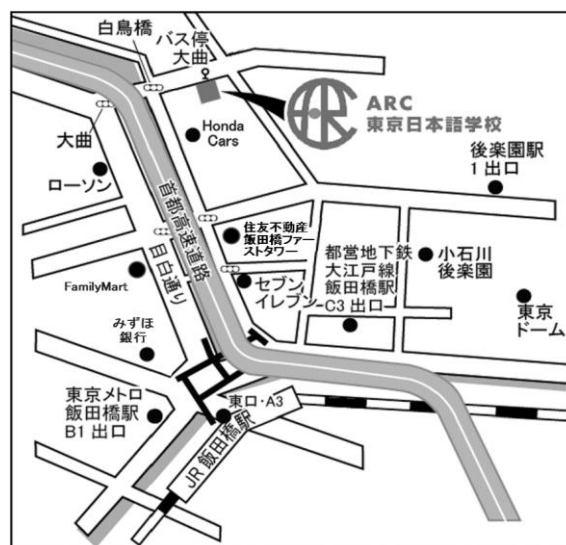 白鳥橋
バス停
大曲
ARC
東京日本語学校
大曲
Honda
Cars
後楽園駅
1 出口
ローソン
首都高速道路
目白通り
住友不動産
飯田橋ファー
ストタワー
都営地下鉄
大江戸線
飯田橋駅
C3 出口
小石川
後楽園
FamilyMart
セブン
イレブン
東京
ドーム
みずほ
銀行
東京メトロ
飯田橋駅
B1 出口
東口・A3
JR 飯田橋駅